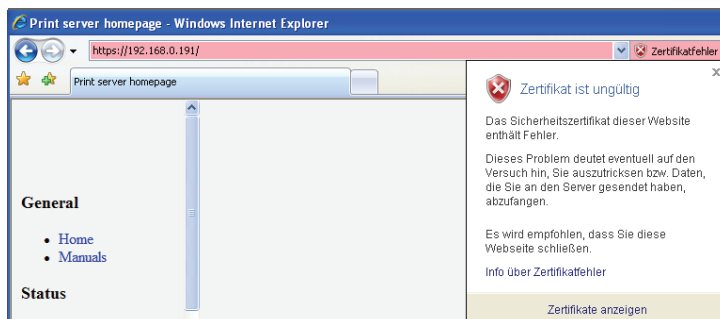 Print server homepage - Windows Internet Explorer
https://192.168.0.191/
Zertifikatfehler
Print server homepage
x
Zertifikat ist ungültig
Das Sicherheitszertifikat dieser Website
enthält Fehler.
Dieses Problem deutet eventuell auf den
Versuch hin, Sie auszutricksen bzw. Daten,
die Sie an den Server gesendet haben,
abzufangen.
Es wird empfohlen, dass Sie diese
Webseite schließen.
Info über Zertifikatfehler
Zertifikate anzeigen
General
• Home
• Manuals
Status